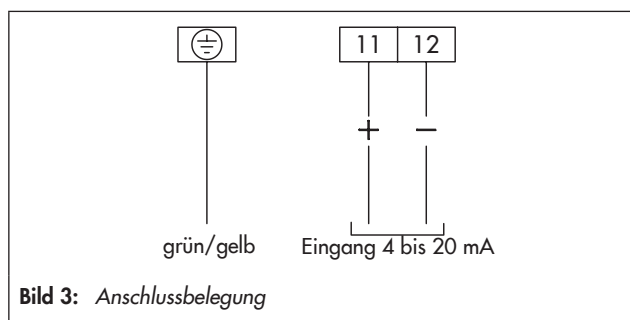 11 12
+ −
grün/gelb Eingang 4 bis 20 mA
Bild 3: Anschlussbelegung